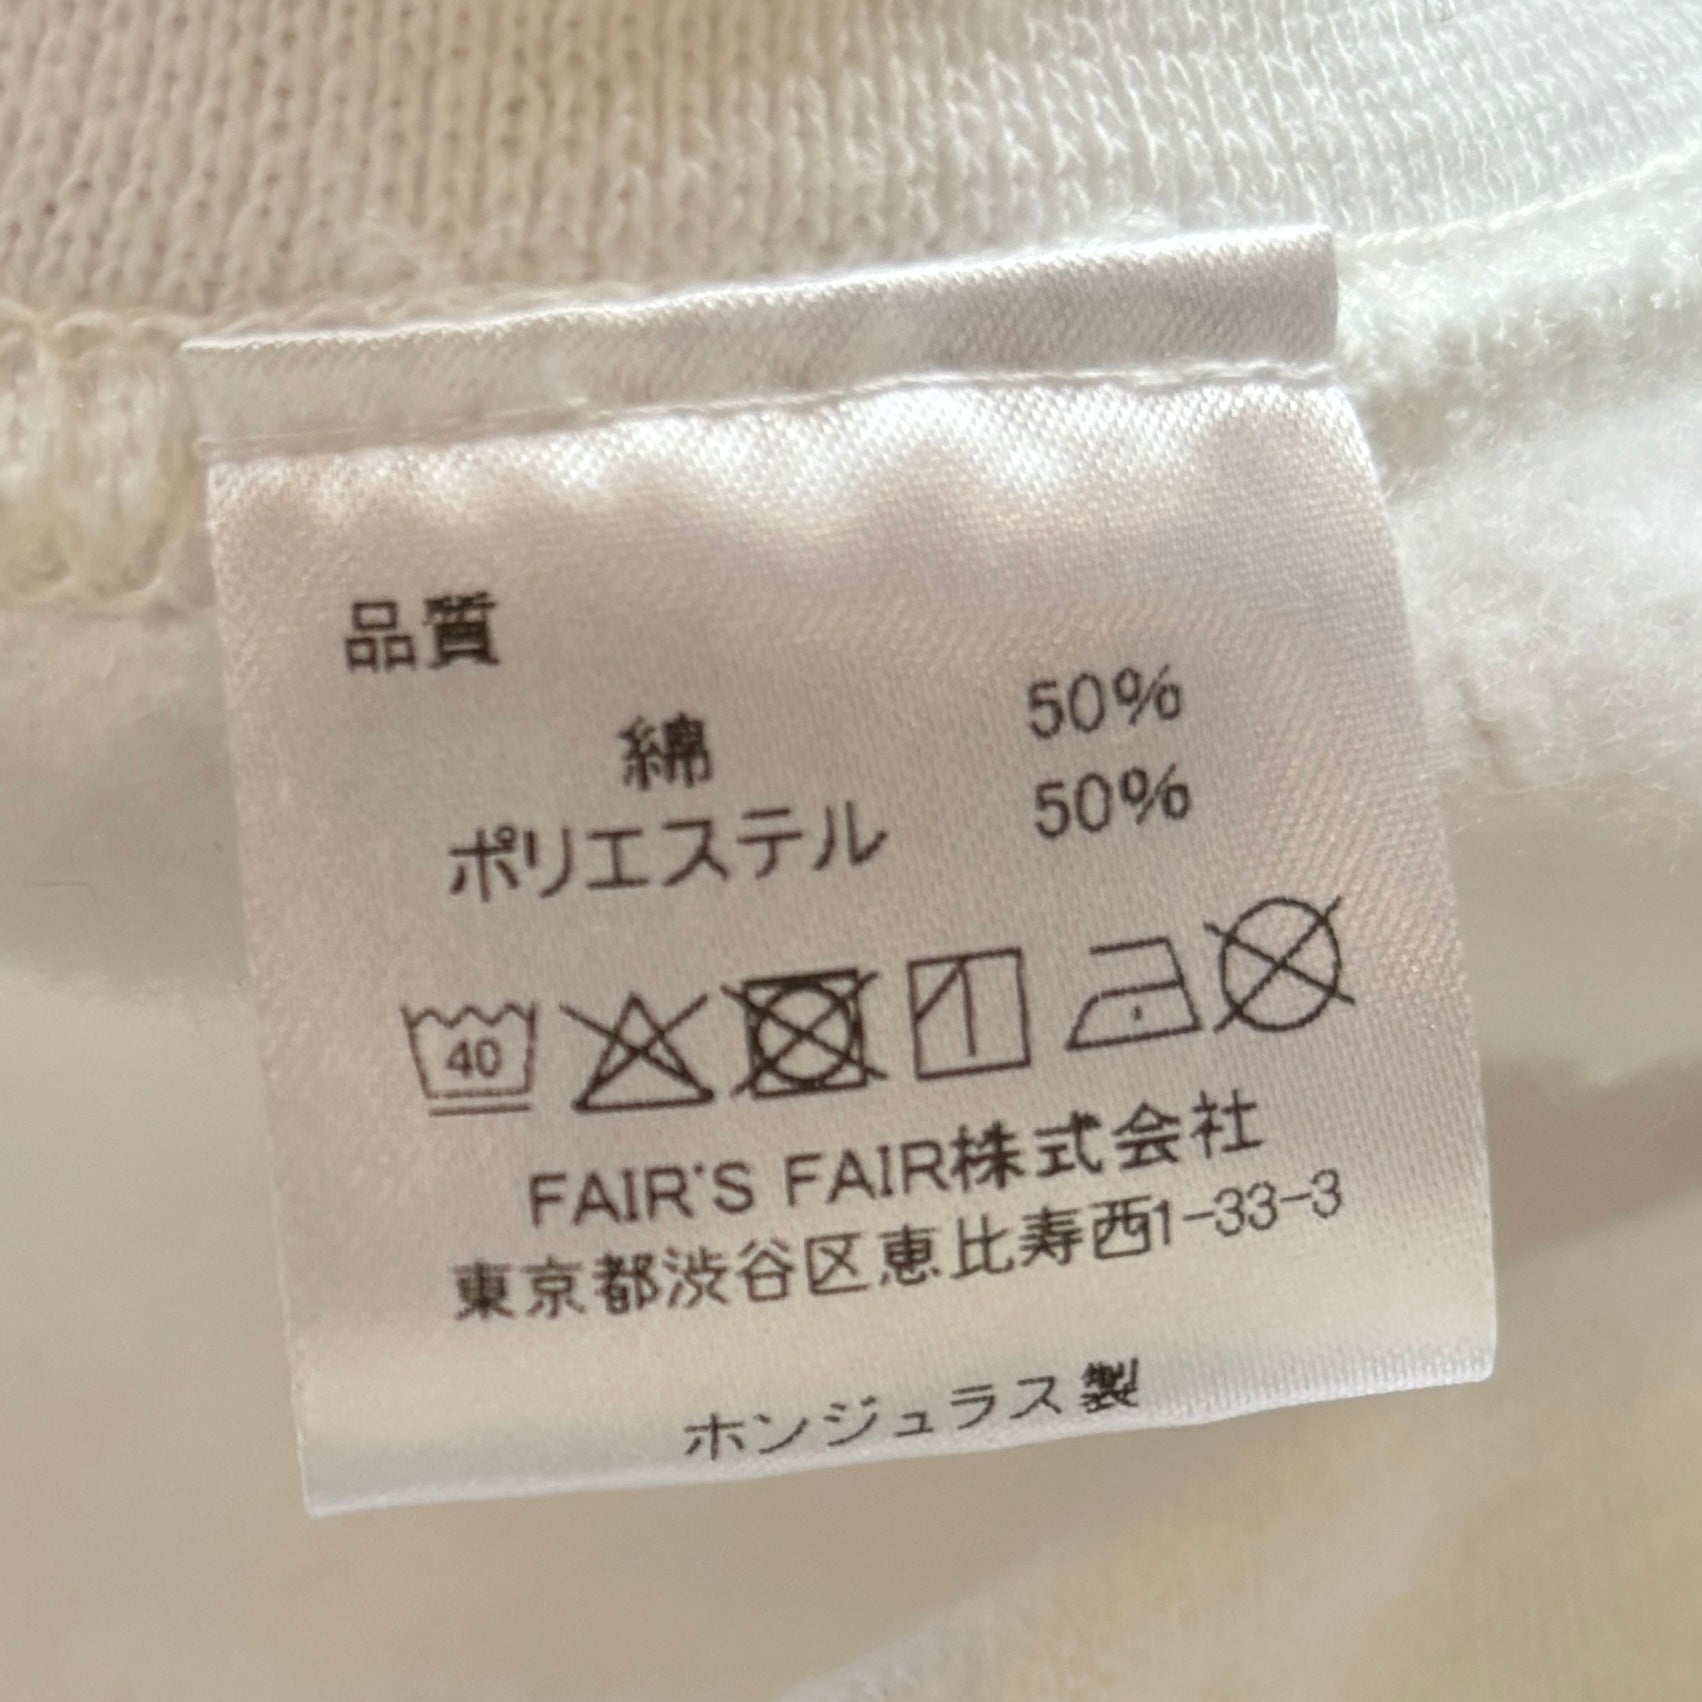 品質
綿 50%
ポリエステル 50%
40
FAIR'S FAIR株式会社
東京都渋谷区恵比寿西1-33-3
ホンジュラス製